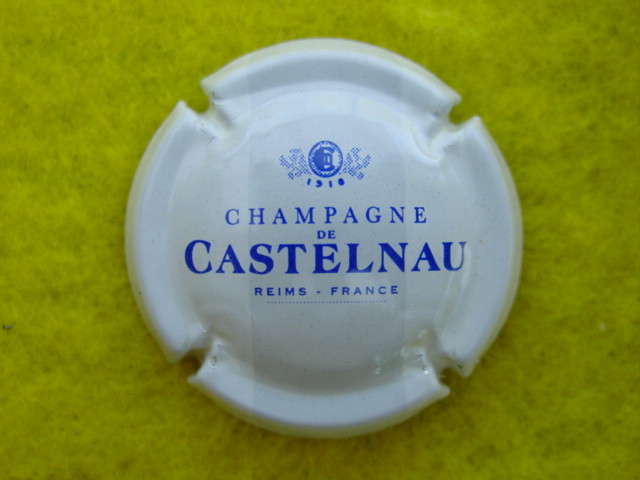 1916
CHAMPAGNE
DE
CASTELNAU
REIMS - FRANCE